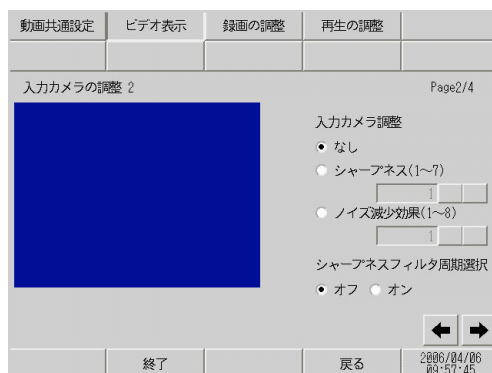 動画共通設定 ビデオ表示 録画の調整 再生の調整
入力カメラの調整 2 Page2/4
入力カメラ調整
なし
シャープネス(1～7)
1
ノイズ減少効果(1～8)
1
シャープネスフィルタ周期選択
オフ オン
終了 戻る 2006/04/06
09:57:45